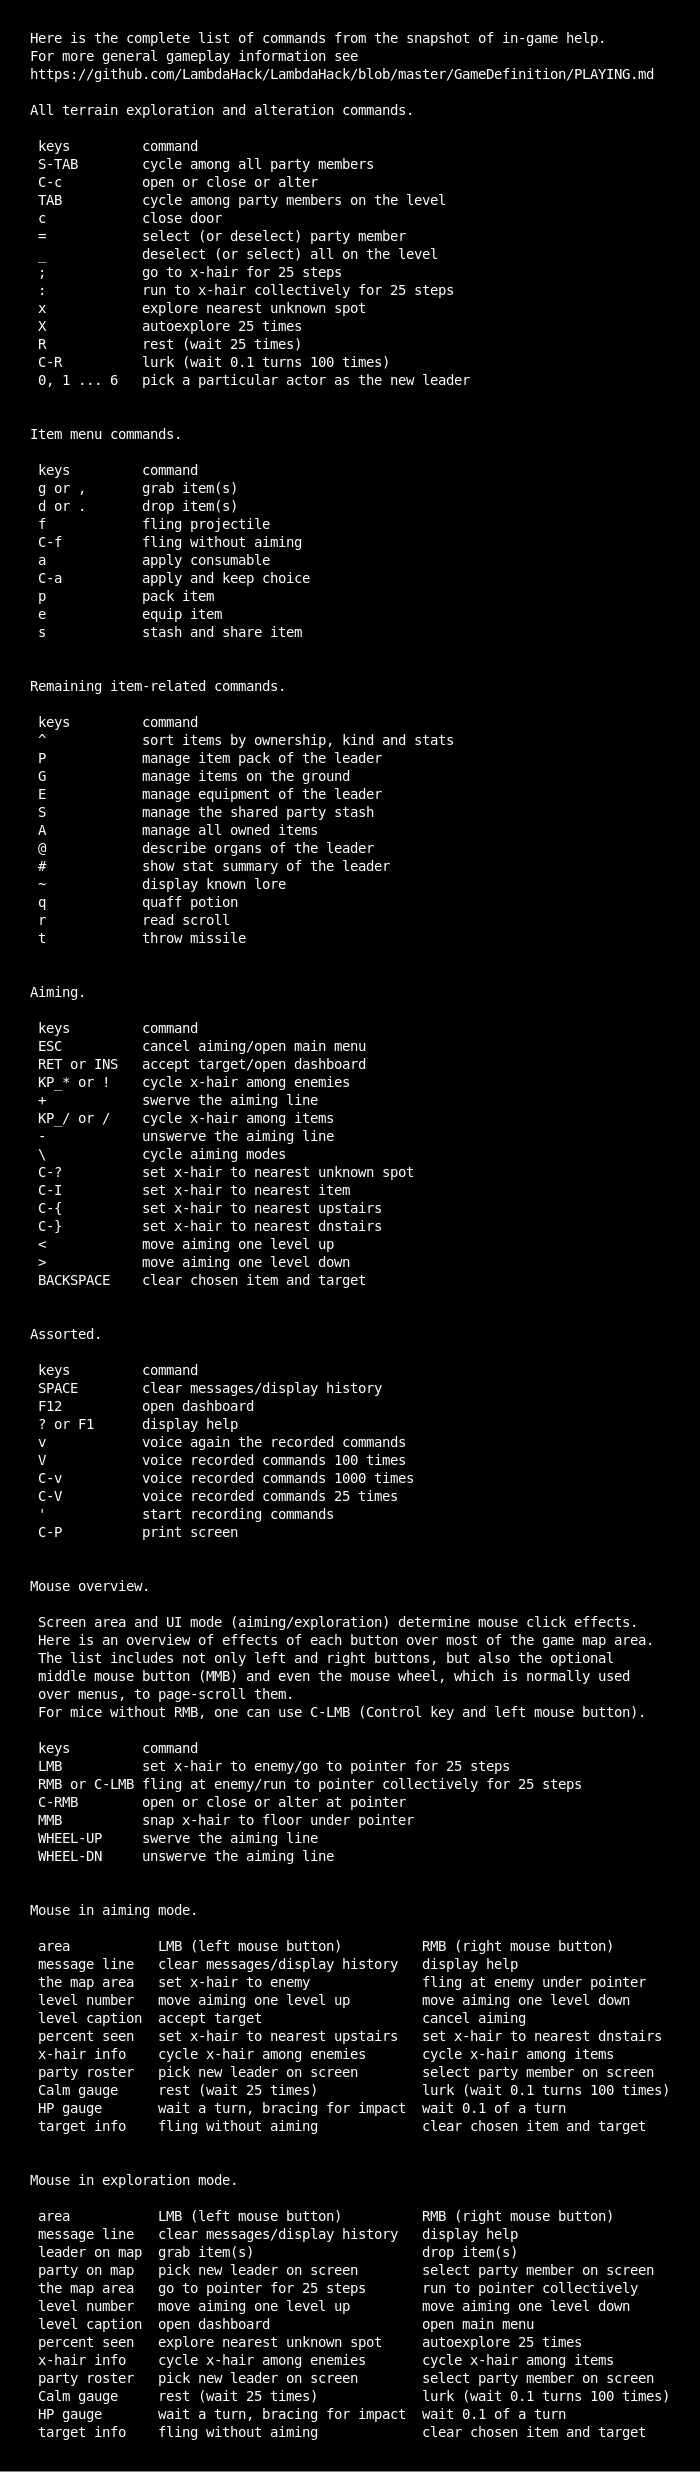 Here is the complete list of commands from the snapshot of in-game help.
For more general gameplay information see
https://github.com/LambdaHack/LambdaHack/blob/master/GameDefinition/PLAYING.md

All terrain exploration and alteration commands.

 keys         command
 S-TAB        cycle among all party members
 C-c          open or close or alter
 TAB          cycle among party members on the level
 c            close door
 =            select (or deselect) party member
 _            deselect (or select) all on the level
 ;            go to x-hair for 25 steps
 :            run to x-hair collectively for 25 steps
 x            explore nearest unknown spot
 X            autoexplore 25 times
 R            rest (wait 25 times)
 C-R          lurk (wait 0.1 turns 100 times)
 0, 1 ... 6   pick a particular actor as the new leader


Item menu commands.

 keys         command
 g or ,       grab item(s)
 d or .       drop item(s)
 f            fling projectile
 C-f          fling without aiming
 a            apply consumable
 C-a          apply and keep choice
 p            pack item
 e            equip item
 s            stash and share item


Remaining item-related commands.

 keys         command
 ^            sort items by ownership, kind and stats
 P            manage item pack of the leader
 G            manage items on the ground
 E            manage equipment of the leader
 S            manage the shared party stash
 A            manage all owned items
 @            describe organs of the leader
 #            show stat summary of the leader
 ~            display known lore
 q            quaff potion
 r            read scroll
 t            throw missile


Aiming.

 keys         command
 ESC          cancel aiming/open main menu
 RET or INS   accept target/open dashboard
 KP_* or !    cycle x-hair among enemies
 +            swerve the aiming line
 KP_/ or /    cycle x-hair among items
 -            unswerve the aiming line
 \            cycle aiming modes
 C-?          set x-hair to nearest unknown spot
 C-I          set x-hair to nearest item
 C-{          set x-hair to nearest upstairs
 C-}          set x-hair to nearest dnstairs
 <            move aiming one level up
 >            move aiming one level down
 BACKSPACE    clear chosen item and target


Assorted.

 keys         command
 SPACE        clear messages/display history
 F12          open dashboard
 ? or F1      display help
 v            voice again the recorded commands
 V            voice recorded commands 100 times
 C-v          voice recorded commands 1000 times
 C-V          voice recorded commands 25 times
 '            start recording commands
 C-P          print screen


Mouse overview.

 Screen area and UI mode (aiming/exploration) determine mouse click effects.
 Here is an overview of effects of each button over most of the game map area.
 The list includes not only left and right buttons, but also the optional
 middle mouse button (MMB) and even the mouse wheel, which is normally used
 over menus, to page-scroll them.
 For mice without RMB, one can use C-LMB (Control key and left mouse button).

 keys         command
 LMB          set x-hair to enemy/go to pointer for 25 steps
 RMB or C-LMB fling at enemy/run to pointer collectively for 25 steps
 C-RMB        open or close or alter at pointer
 MMB          snap x-hair to floor under pointer
 WHEEL-UP     swerve the aiming line
 WHEEL-DN     unswerve the aiming line


Mouse in aiming mode.

 area           LMB (left mouse button)          RMB (right mouse button)
 message line   clear messages/display history   display help
 the map area   set x-hair to enemy              fling at enemy under pointer
 level number   move aiming one level up         move aiming one level down
 level caption  accept target                    cancel aiming
 percent seen   set x-hair to nearest upstairs   set x-hair to nearest dnstairs
 x-hair info    cycle x-hair among enemies       cycle x-hair among items
 party roster   pick new leader on screen        select party member on screen
 Calm gauge     rest (wait 25 times)             lurk (wait 0.1 turns 100 times)
 HP gauge       wait a turn, bracing for impact  wait 0.1 of a turn
 target info    fling without aiming             clear chosen item and target


Mouse in exploration mode.

 area           LMB (left mouse button)          RMB (right mouse button)
 message line   clear messages/display history   display help
 leader on map  grab item(s)                     drop item(s)
 party on map   pick new leader on screen        select party member on screen
 the map area   go to pointer for 25 steps       run to pointer collectively
 level number   move aiming one level up         move aiming one level down
 level caption  open dashboard                   open main menu
 percent seen   explore nearest unknown spot     autoexplore 25 times
 x-hair info    cycle x-hair among enemies       cycle x-hair among items
 party roster   pick new leader on screen        select party member on screen
 Calm gauge     rest (wait 25 times)             lurk (wait 0.1 turns 100 times)
 HP gauge       wait a turn, bracing for impact  wait 0.1 of a turn
 target info    fling without aiming             clear chosen item and target